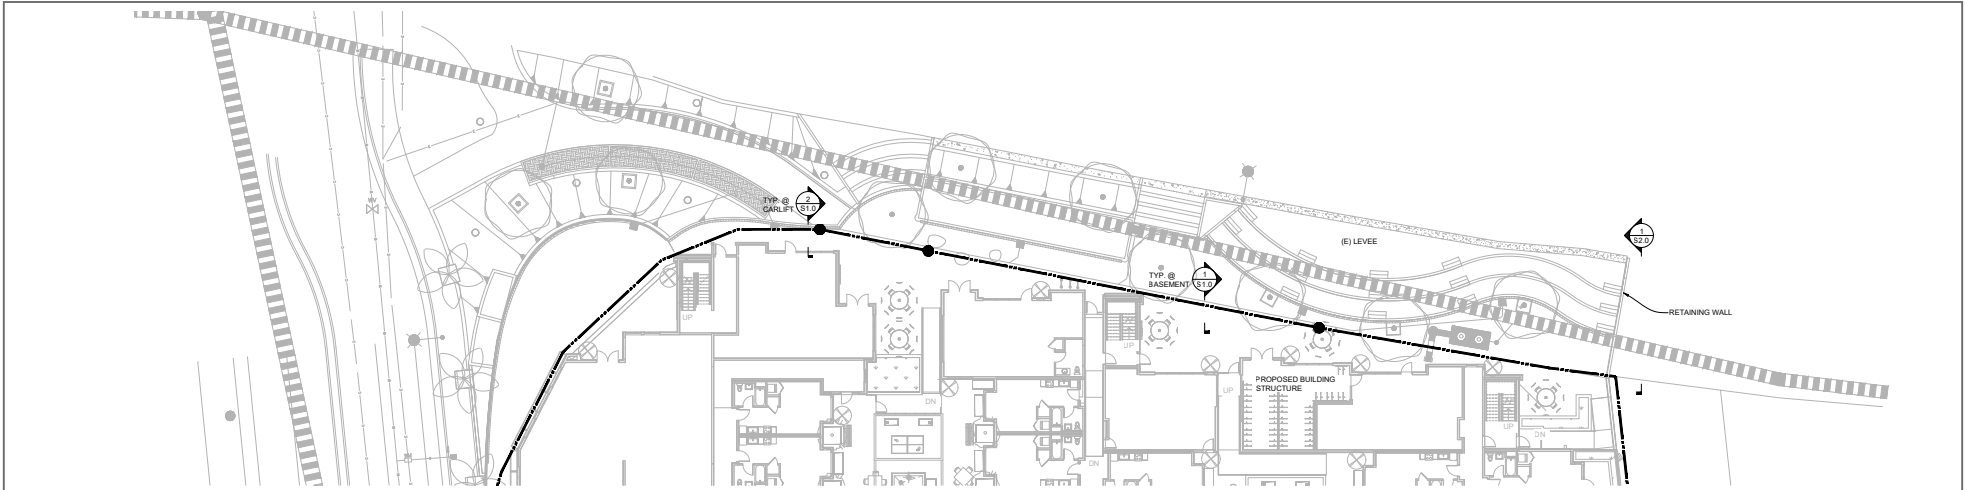 TYP. @
CARLIFT
2
S1.0
(E) LEVEE
1
S2.0
TYP. @
BASEMENT
1
S1.0
RETAINING WALL
UP
UP
PROPOSED BUILDING
STRUCTURE
UP
DN
UP
DN
DN